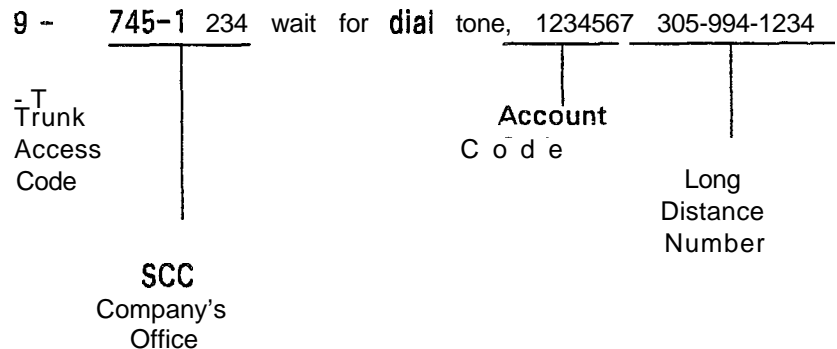 9 - 745-1 234 wait for dial tone, 1234567 305-994-1234
- T
Trunk
Access
Code
Account
C o d e
Long
Distance
Number
SCC
Company's
Office